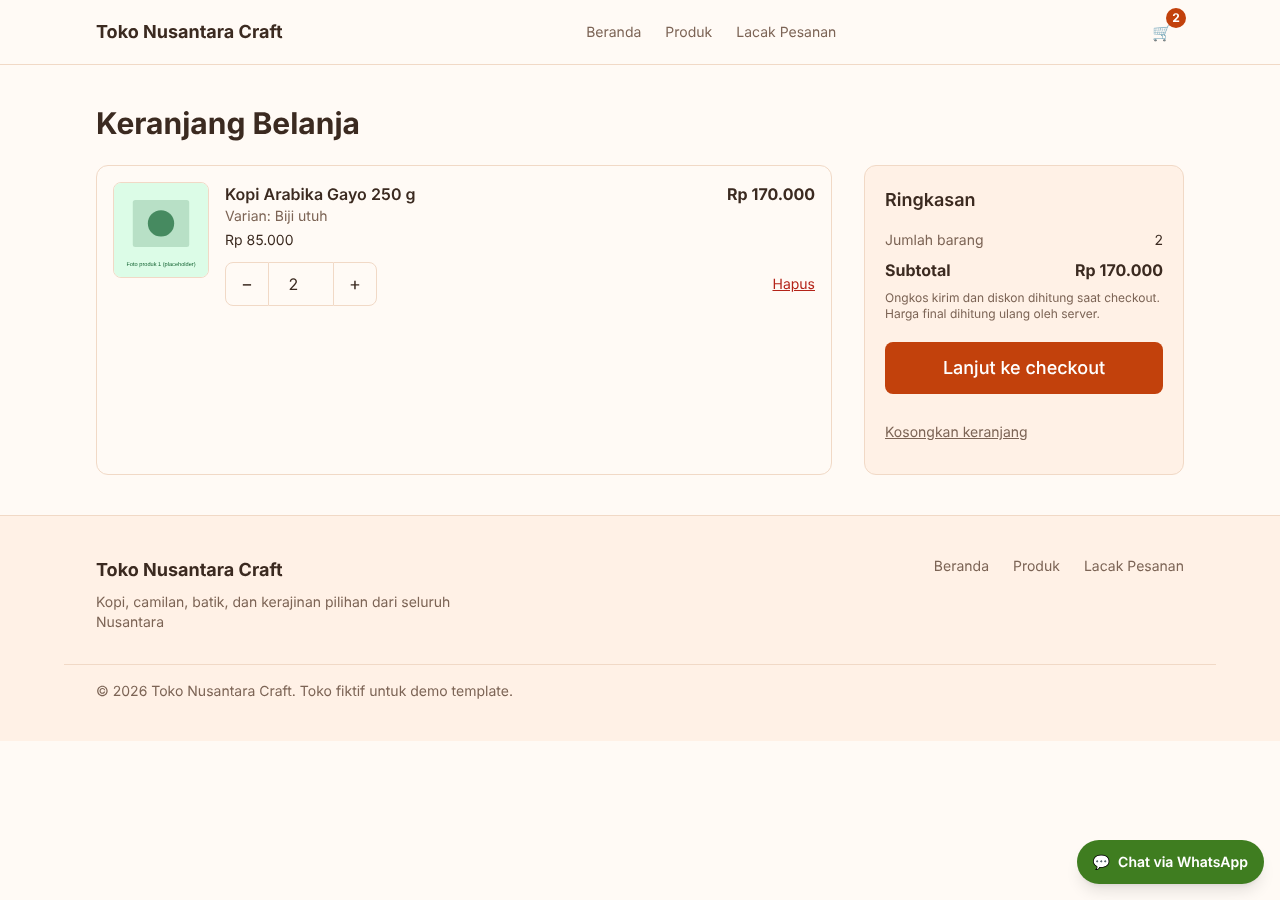 Toko Nusantara Craft
Beranda
Produk
Lacak Pesanan
2
Keranjang Belanja
Foto produk 1 (placeholder)
Kopi Arabika Gayo 250 g
Rp 170.000
Varian: Biji utuh
Rp 85.000
− 2 +
Hapus
Ringkasan
Jumlah barang 2
Subtotal Rp 170.000
Ongkos kirim dan diskon dihitung saat checkout.
Harga final dihitung ulang oleh server.
Lanjut ke checkout
Kosongkan keranjang
Toko Nusantara Craft
Kopi, camilan, batik, dan kerajinan pilihan dari seluruh
Nusantara
Beranda
Produk
Lacak Pesanan
© 2026 Toko Nusantara Craft. Toko fiktif untuk demo template.
Chat via WhatsApp